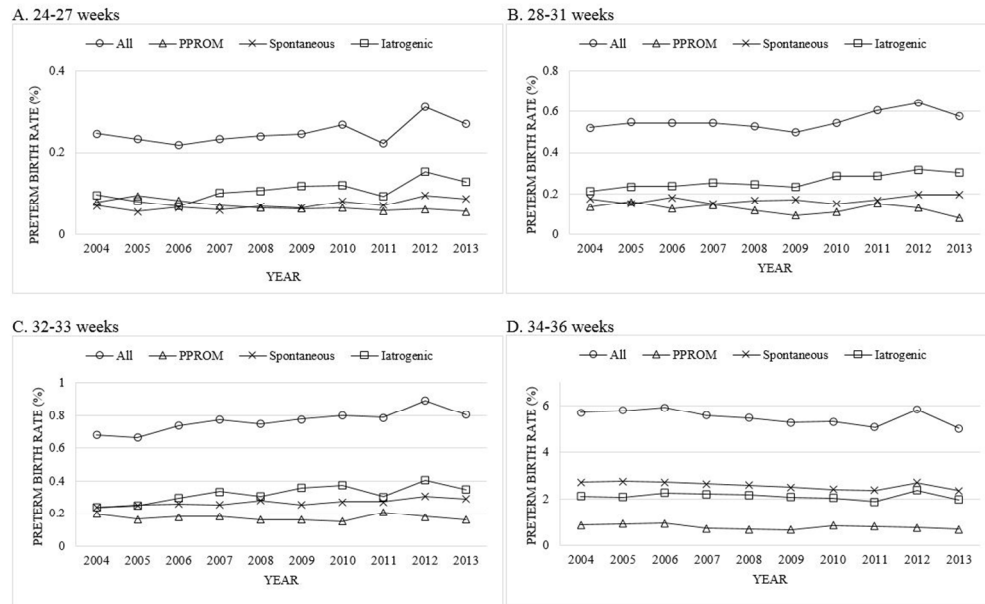 A. 24-27 weeks
All PPROM Spontaneous Iatrogenic
PRETERM BIRTH RATE (%)
0.4
0.2
0
2004 2005 2006 2007 2008 2009 2010 2011 2012 2013
YEAR
B. 28-31 weeks
All PPROM Spontaneous Iatrogenic
PRETERM BIRTH RATE (%)
0.8
0.6
0.4
0.2
0
2004 2005 2006 2007 2008 2009 2010 2011 2012 2013
YEAR
C. 32-33 weeks
All PPROM Spontaneous Iatrogenic
PRETERM BIRTH RATE (%)
1
0.8
0.6
0.4
0.2
0
2004 2005 2006 2007 2008 2009 2010 2011 2012 2013
YEAR
D. 34-36 weeks
All PPROM Spontaneous Iatrogenic
PRETERM BIRTH RATE (%)
6
4
2
0
2004 2005 2006 2007 2008 2009 2010 2011 2012 2013
YEAR